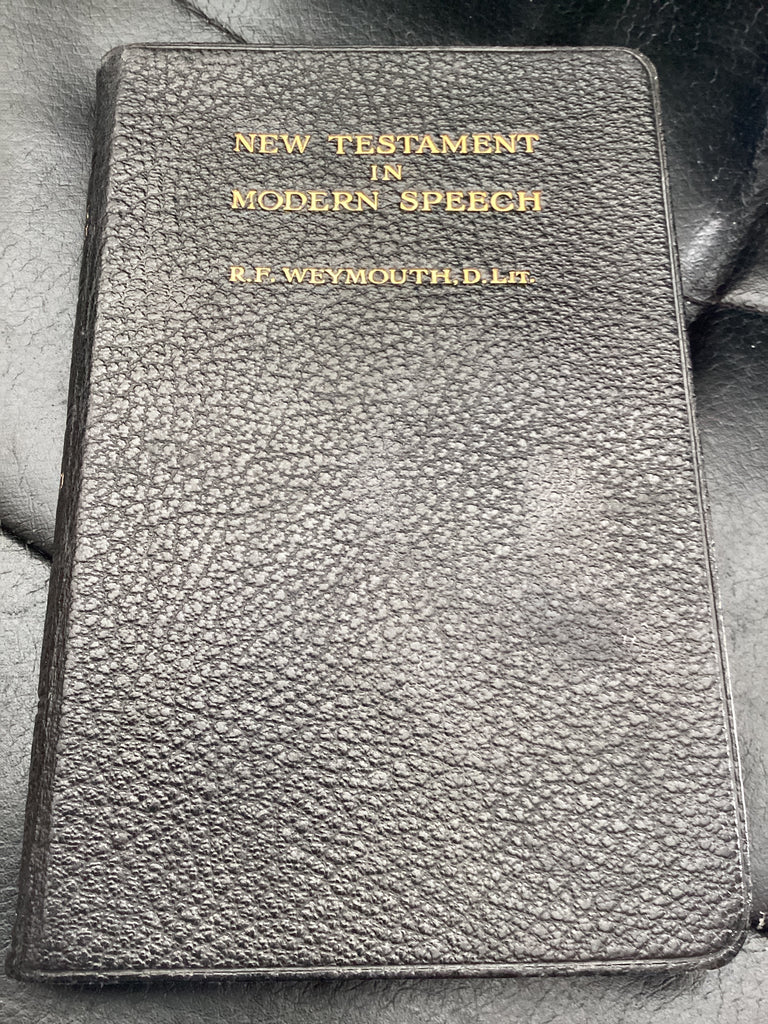 NEW TESTAMENT
IN
MODERN SPEECH
R.F. WEYMOUTH, D. LIT.